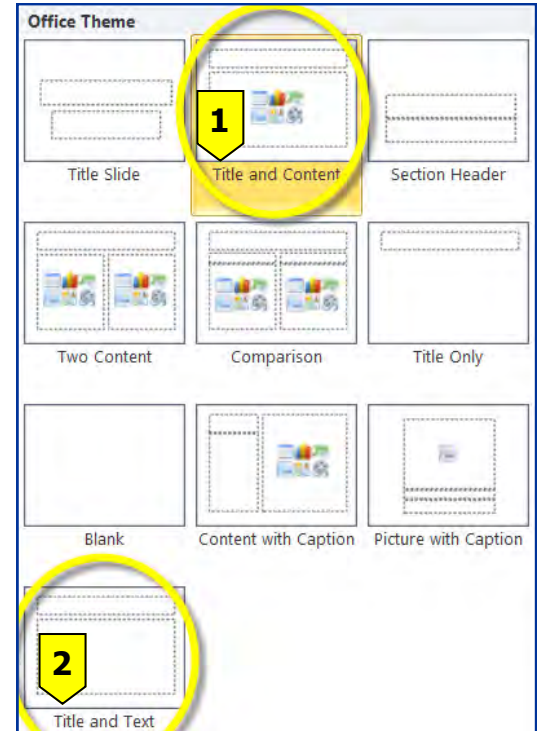 Office Theme
1
Title Slide
Title and Content
Section Header
Two Content
Comparison
Title Only
Blank
Content with Caption
Picture with Caption
2
Title and Text